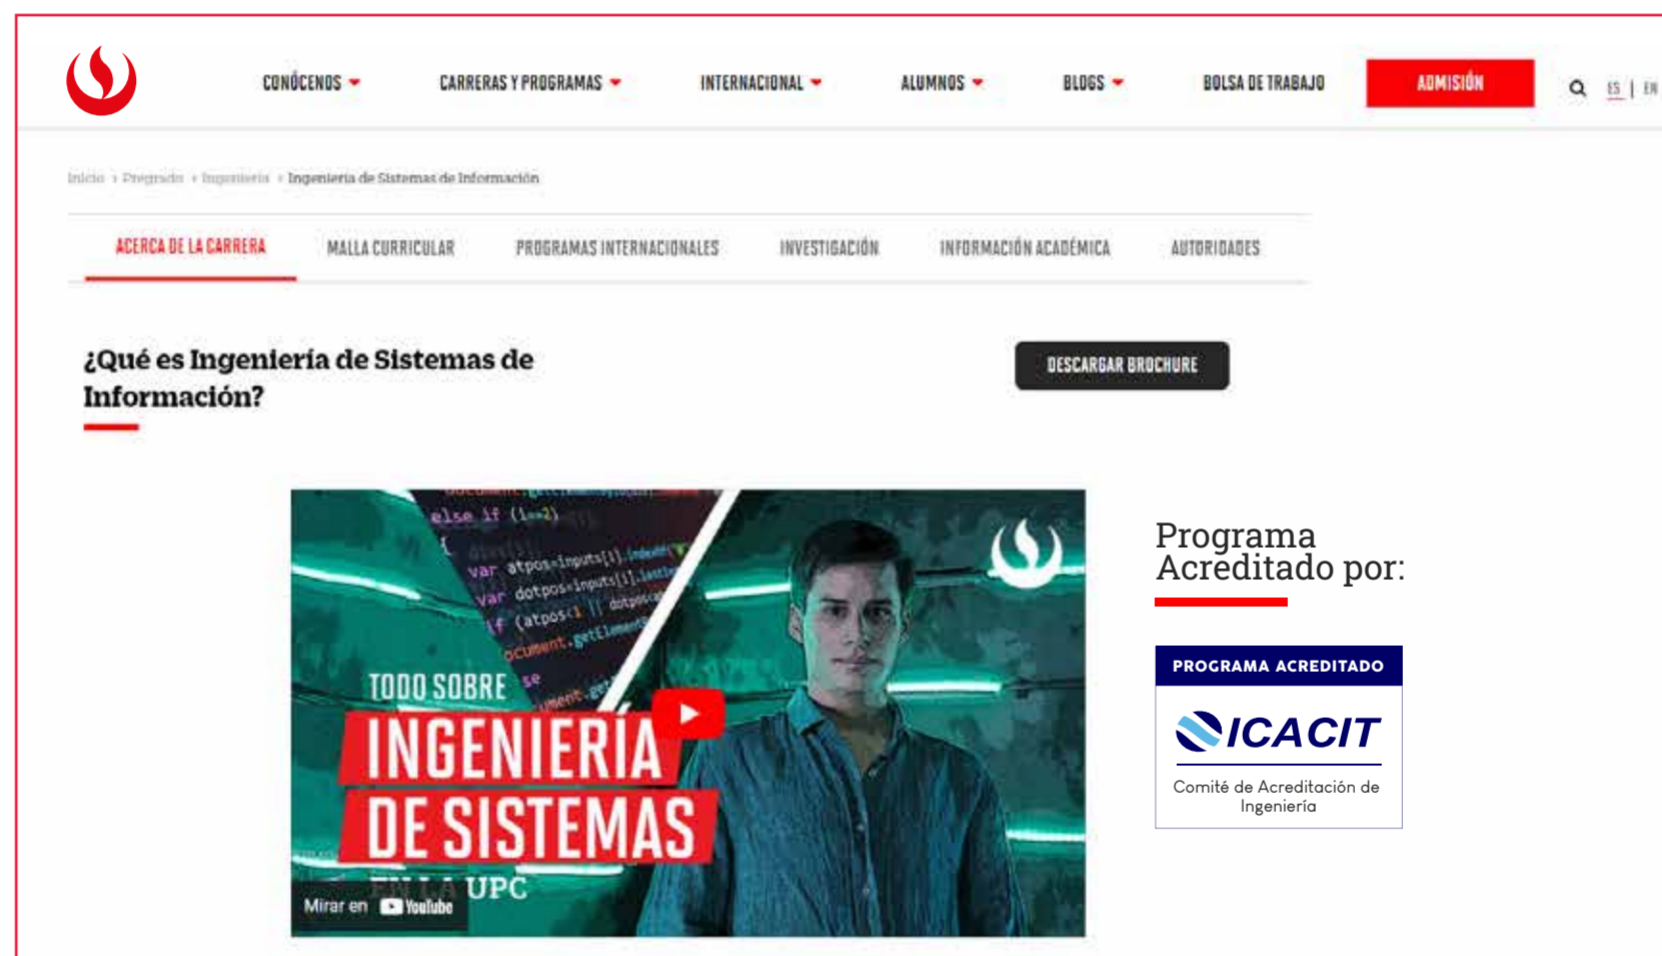 CONÓCENOS
CARRERAS Y PROGRAMAS
INTERNACIONAL
ALUMNOS
BLOGS
BOLSA DE TRABAJO
ADMISIÓN
ES | EN
Inicio › Pregrado › Ingeniería › Ingeniería de Sistemas de Información
ACERCA DE LA CARRERA
MALLA CURRICULAR
PROGRAMAS INTERNACIONALES
INVESTIGACIÓN
INFORMACIÓN ACADÉMICA
AUTORIDADES
¿Qué es Ingeniería de Sistemas de
Información?
DESCARGAR BROCHURE
else if (i==2)
{
var atpos=inputs[i].indexOf(
var dotpos=inputs[i].lastIn
if (atpos<1 || dotpos
document.getElement
se
TODO SOBRE
INGENIERÍA
DE SISTEMAS
EN LA UPC
Mirar en YouTube
Programa
Acreditado por:
PROGRAMA ACREDITADO
ICACIT
Comité de Acreditación de
Ingeniería